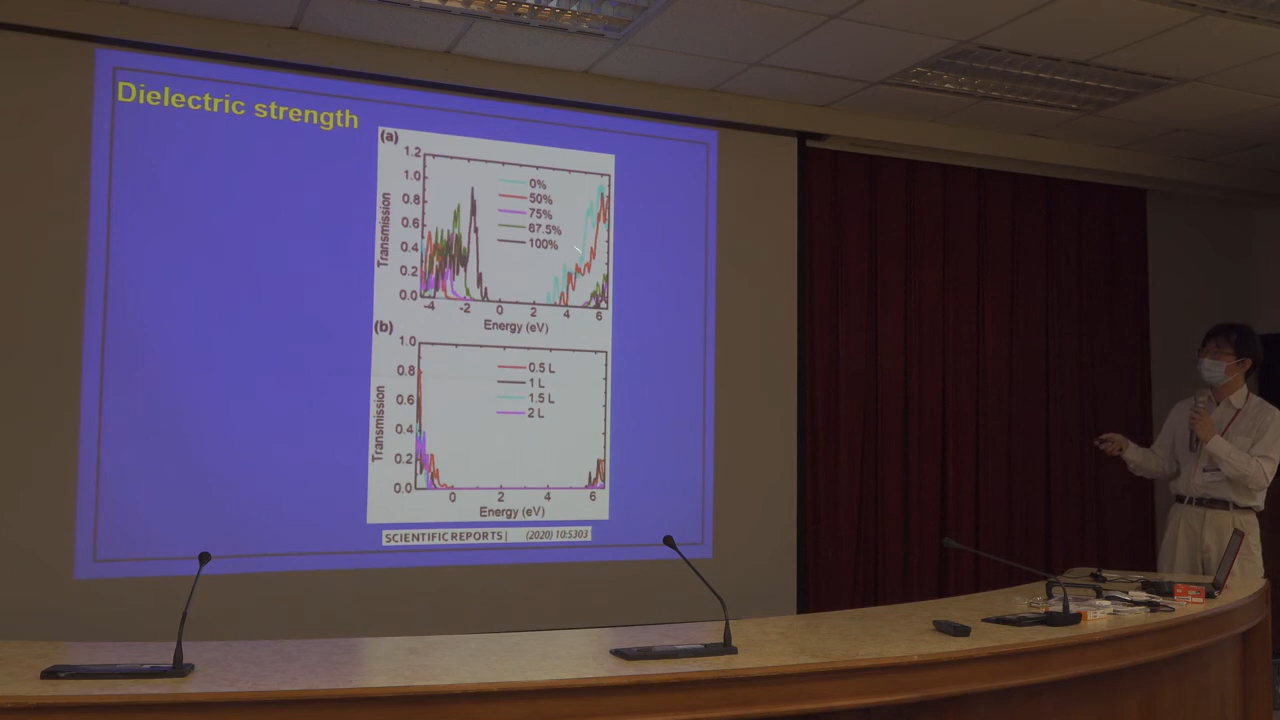 Dielectric strength
(a)
1.2
1.0
0.8
0.6
0.4
0.2
0.0
Transmission
0%
50%
75%
87.5%
100%
-4 -2 0 2 4 6
Energy (eV)
(b)
1.0
0.8
0.6
0.4
0.2
0.0
Transmission
0.5 L
1 L
1.5 L
2 L
0 2 4 6
Energy (eV)
SCIENTIFIC REPORTS | (2020) 10:5303